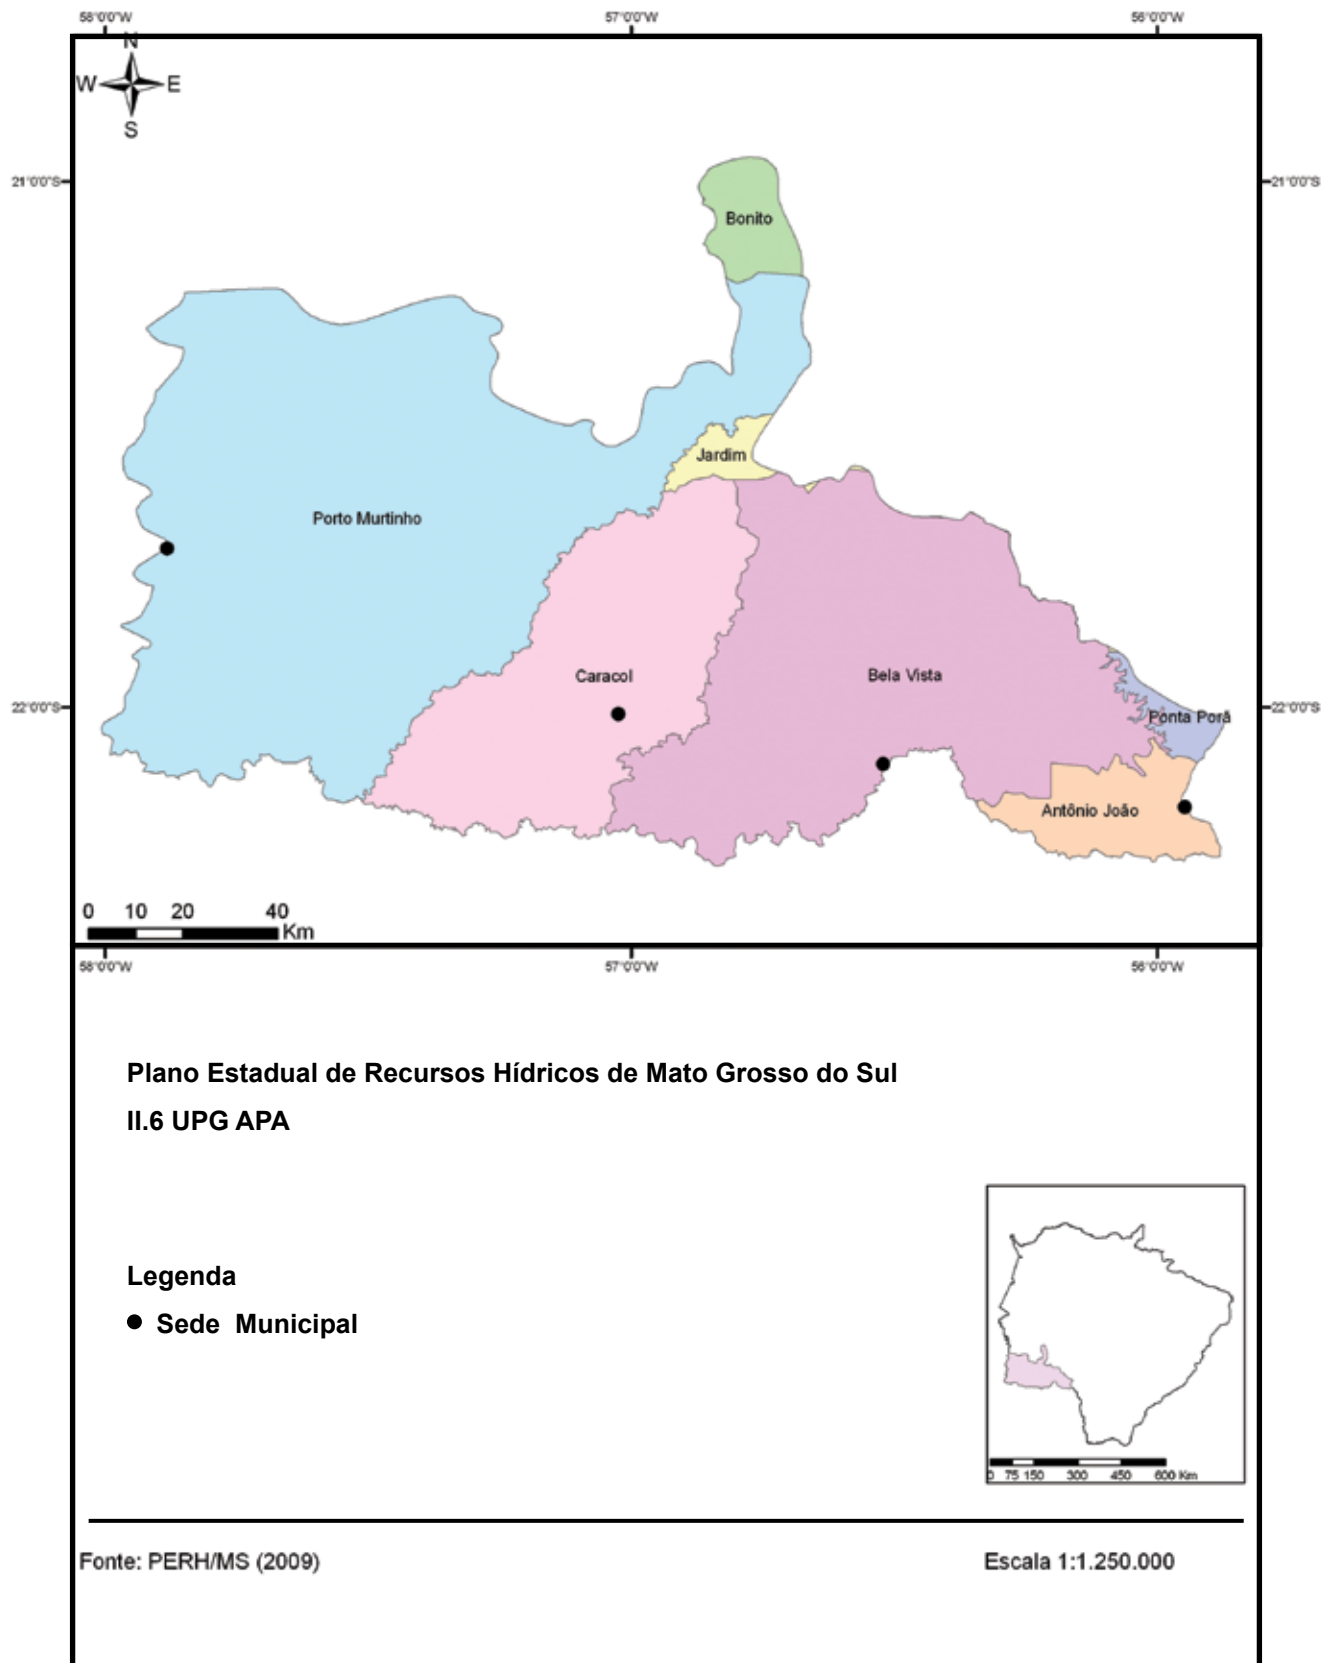 58°0'0"W 57°0'0"W 56°0'0"W
N
W E
S
21°0'0"S 21°0'0"S
Bonito
Jardim
Porto Murtinho
Caracol
Bela Vista
22°0'0"S 22°0'0"S
Ponta Porã
Antônio João
0 10 20 40
Km
58°0'0"W 57°0'0"W 56°0'0"W
Plano Estadual de Recursos Hídricos de Mato Grosso do Sul
II.6 UPG APA
Legenda
Sede Municipal
0 75 150 300 450 600 Km
Fonte: PERH/MS (2009) Escala 1:1.250.000